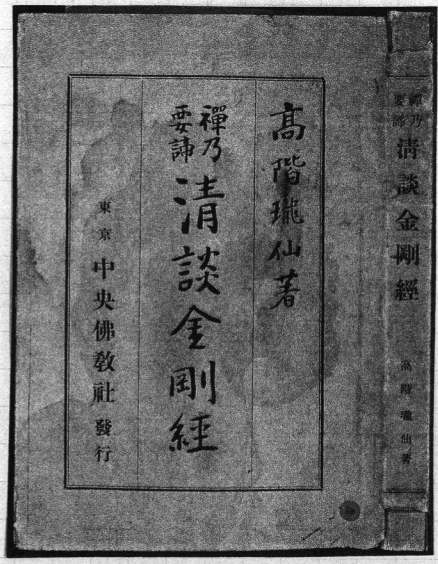 禪乃
要諦
清談金剛經
高階瓏仙著
高階瓏仙著
禪乃
要諦
清談金剛經
東京 中央佛教社 發行